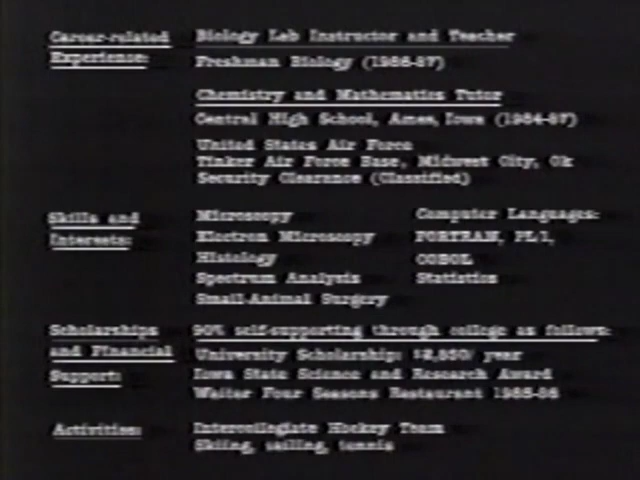 Career-related Experience:
Biology Lab Instructor and Teacher
Freshman Biology (1986-87)
Chemistry and Mathematics Tutor
Central High School, Ames, Iowa (1984-87)
United States Air Force
Tinker Air Force Base, Midwest City, Ok
Security Clearance (Classified)
Skills and Interests:
Microscopy
Electron Microscopy
Histology
Spectrum Analysis
Small-Animal Surgery
Computer Languages:
FORTRAN, PL/1,
COBOL
Statistics
Scholarships and Financial Support:
90% self-supporting through college as follows:
University Scholarship: year
Iowa State Science and Research Award
Waiter Four Seasons Restaurant 1985-86
Activities:
Intercollegiate Hockey Team
Skiing, sailing, tennis